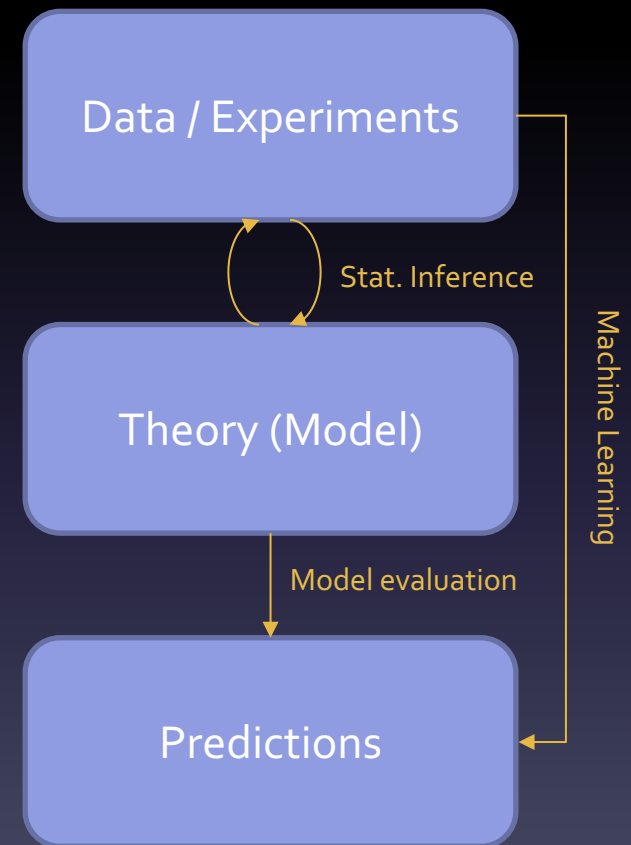 Data / Experiments
Stat. Inference
Machine Learning
Theory (Model)
Model evaluation
Predictions